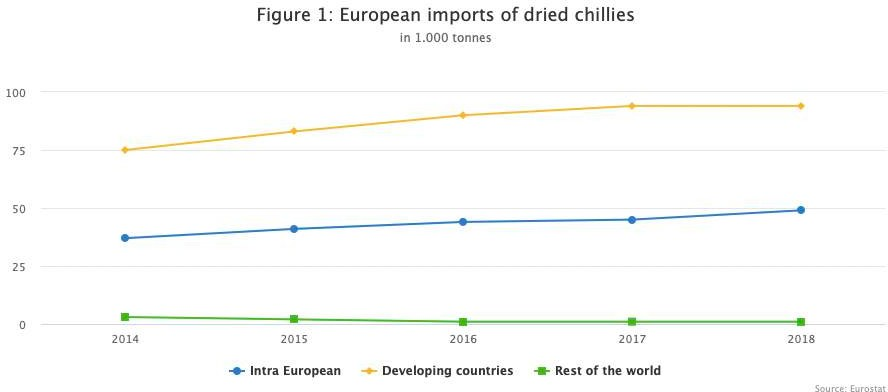 Figure 1: European imports of dried chillies
in 1.000 tonnes
100
75
50
25
0
2014 2015 2016 2017 2018
Intra European Developing countries Rest of the world
Source: Eurostat